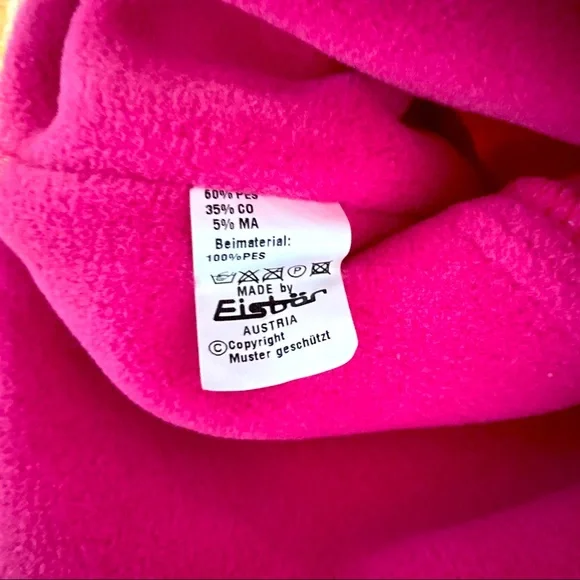 60% PES
35% CO
5% MA
Beimaterial:
100%PES
MADE by
Eisbär
AUSTRIA
©Copyright
Muster geschützt